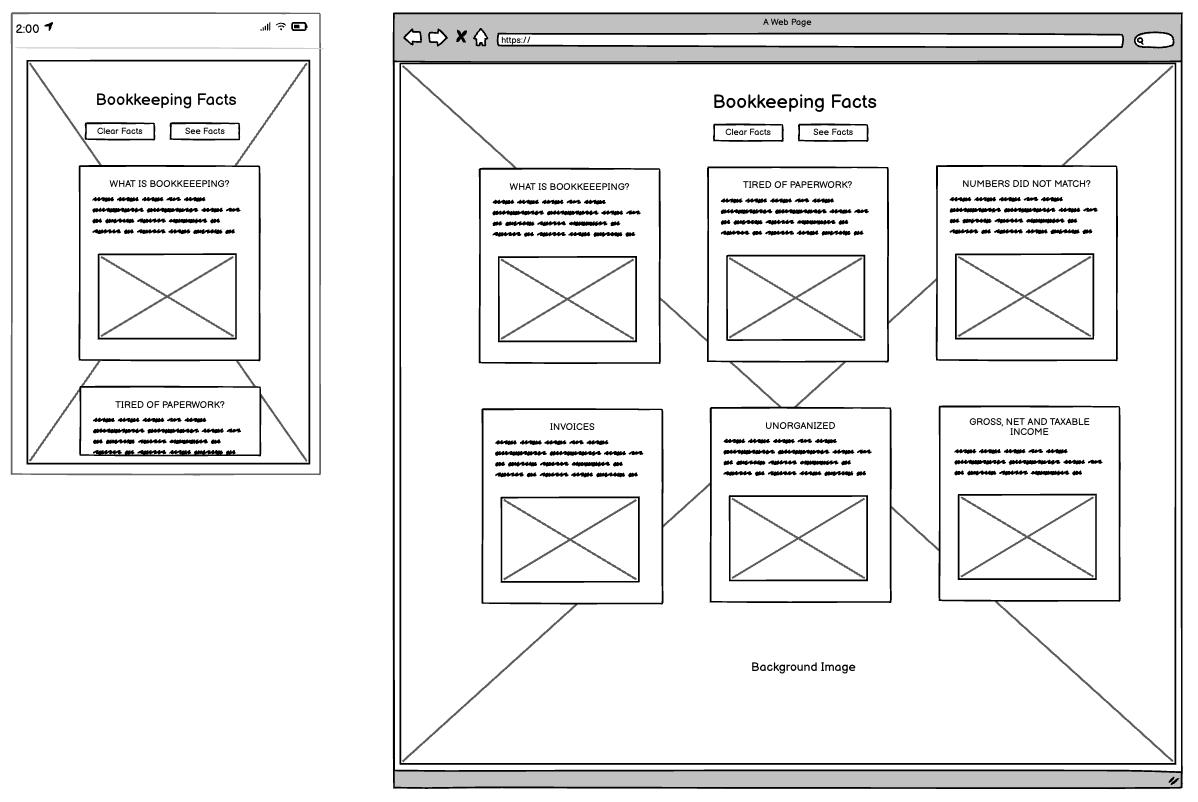 2:00
Bookkeeping Facts
Clear Facts
See Facts
WHAT IS BOOKKEEEPING?
TIRED OF PAPERWORK?
A Web Page
https://
Bookkeeping Facts
Clear Facts
See Facts
WHAT IS BOOKKEEEPING?
TIRED OF PAPERWORK?
NUMBERS DID NOT MATCH?
INVOICES
UNORGANIZED
GROSS, NET AND TAXABLE
INCOME
Background Image